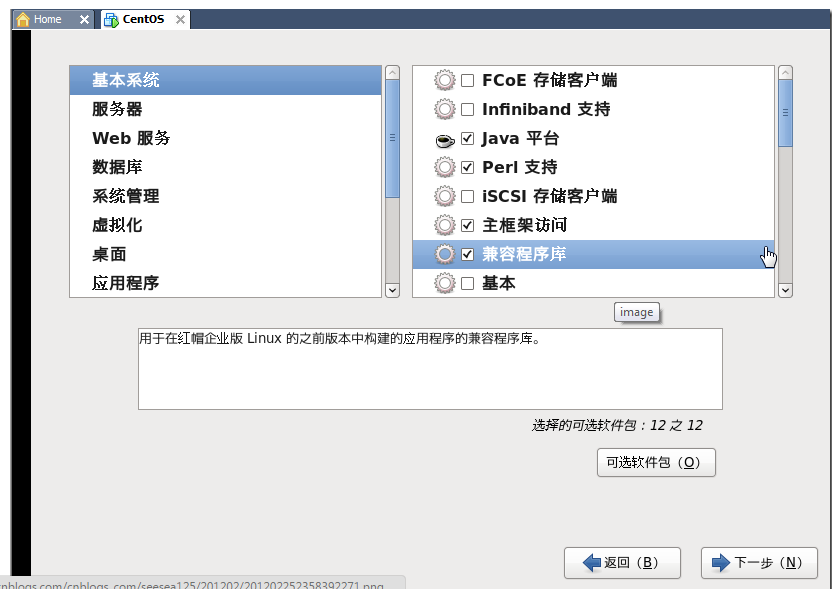 Home
CentOS
基本系统
服务器
Web 服务
数据库
系统管理
虚拟化
桌面
应用程序
FCoE 存储客户端
Infiniband 支持
Java 平台
Perl 支持
iSCSI 存储客户端
主框架访问
兼容程序库
基本
image
用于在红帽企业版 Linux 的之前版本中构建的应用程序的兼容程序库。
选择的可选软件包：12 之 12
可选软件包（O）
返回（B）
下一步（N）
cnblogs.com/cnblogs_com/seesea125/201202/201202252358392271.png